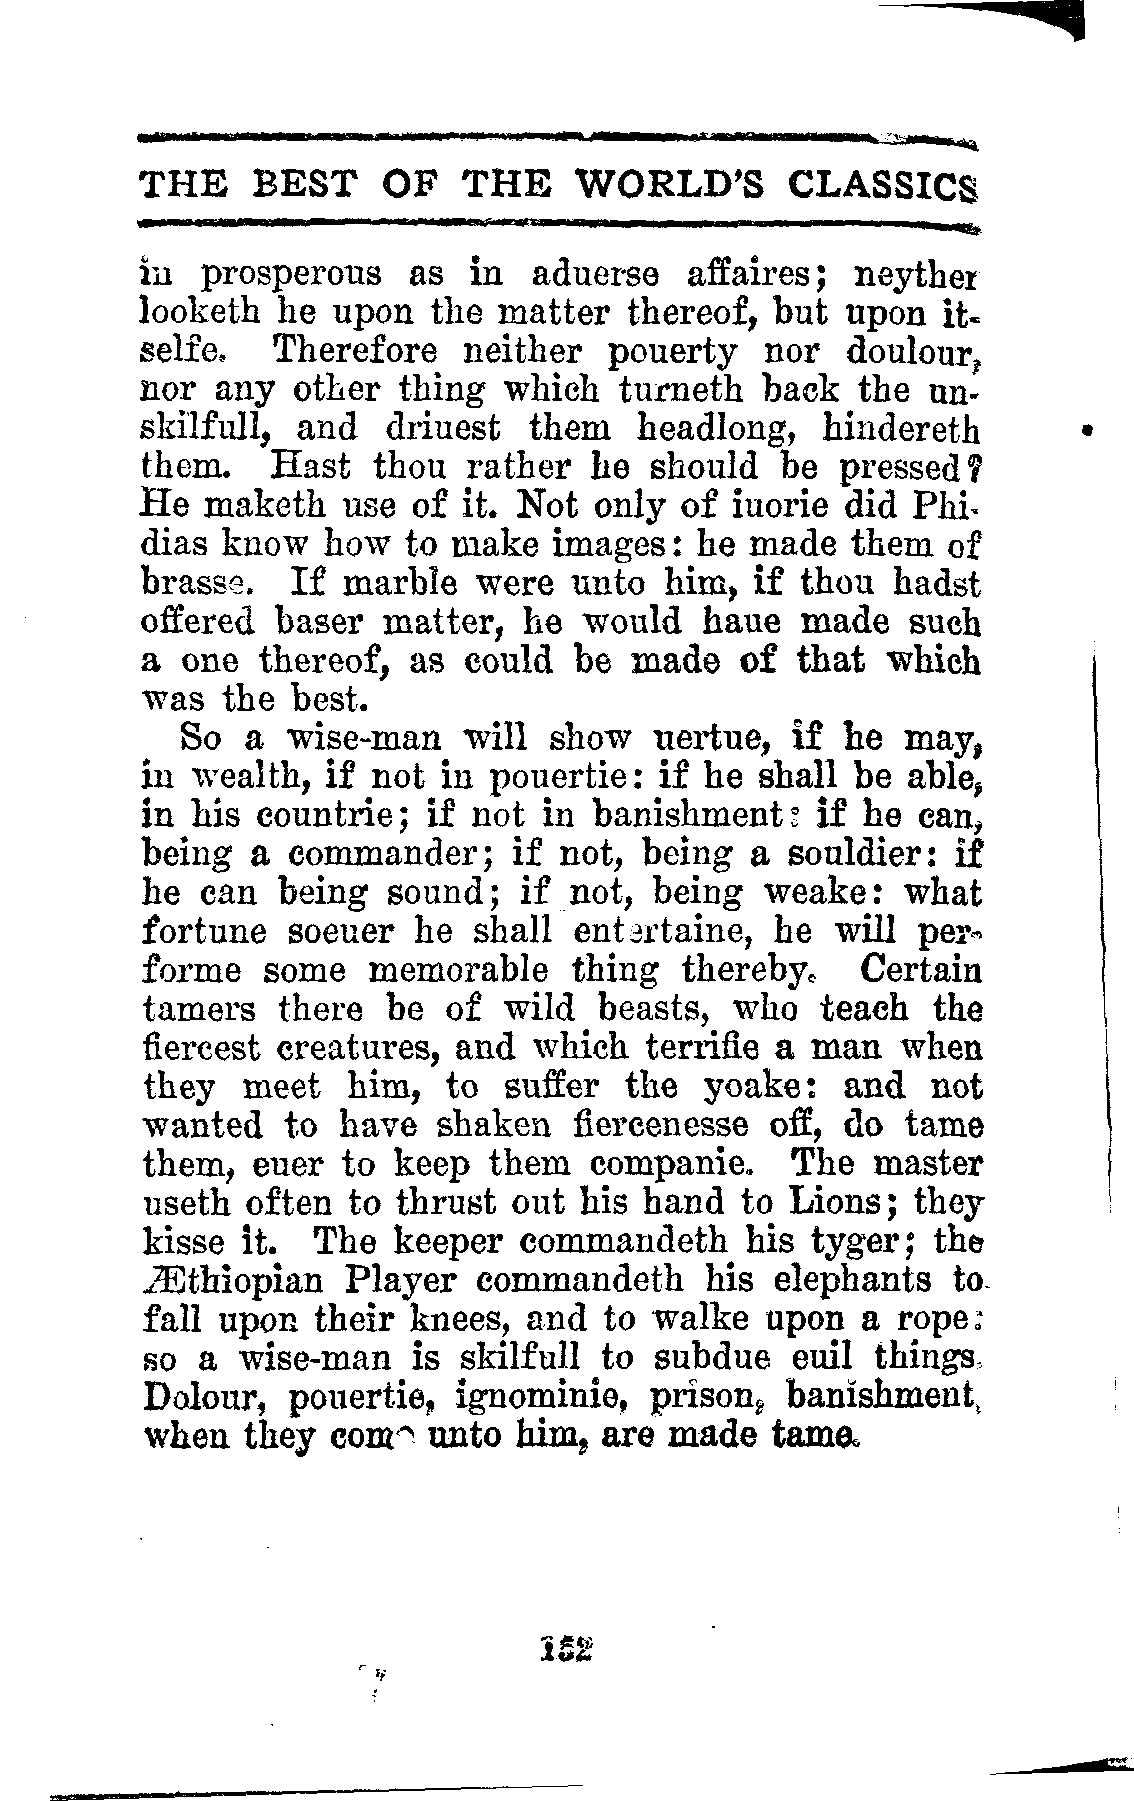 THE BEST OF THE WORLD'S CLASSICS
in prosperous as in aduerse affaires; neyther
looketh he upon the matter thereof, but upon it-
selfe. Therefore neither pouerty nor doulour,
nor any other thing which turneth back the un-
skilfull, and driuest them headlong, hindereth
them. Hast thou rather he should be pressed?
He maketh use of it. Not only of iuorie did Phi-
dias know how to make images: he made them of
brasse. If marble were unto him, if thou hadst
offered baser matter, he would haue made such
a one thereof, as could be made of that which
was the best.
So a wise-man will show uertue, if he may,
in wealth, if not in pouertie: if he shall be able,
in his countrie; if not in banishment: if he can,
being a commander; if not, being a souldier: if
he can being sound; if not, being weake: what
fortune soeuer he shall entertaine, he will per-
forme some memorable thing thereby. Certain
tamers there be of wild beasts, who teach the
fiercest creatures, and which terrifie a man when
they meet him, to suffer the yoake: and not
wanted to have shaken fiercenesse off, do tame
them, euer to keep them companie. The master
useth often to thrust out his hand to Lions; they
kisse it. The keeper commandeth his tyger; the
Æthiopian Player commandeth his elephants to
fall upon their knees, and to walke upon a rope:
so a wise-man is skilfull to subdue euil things.
Dolour, pouertie, ignominie, prison, banishment,
when they come unto him, are made tame.
152